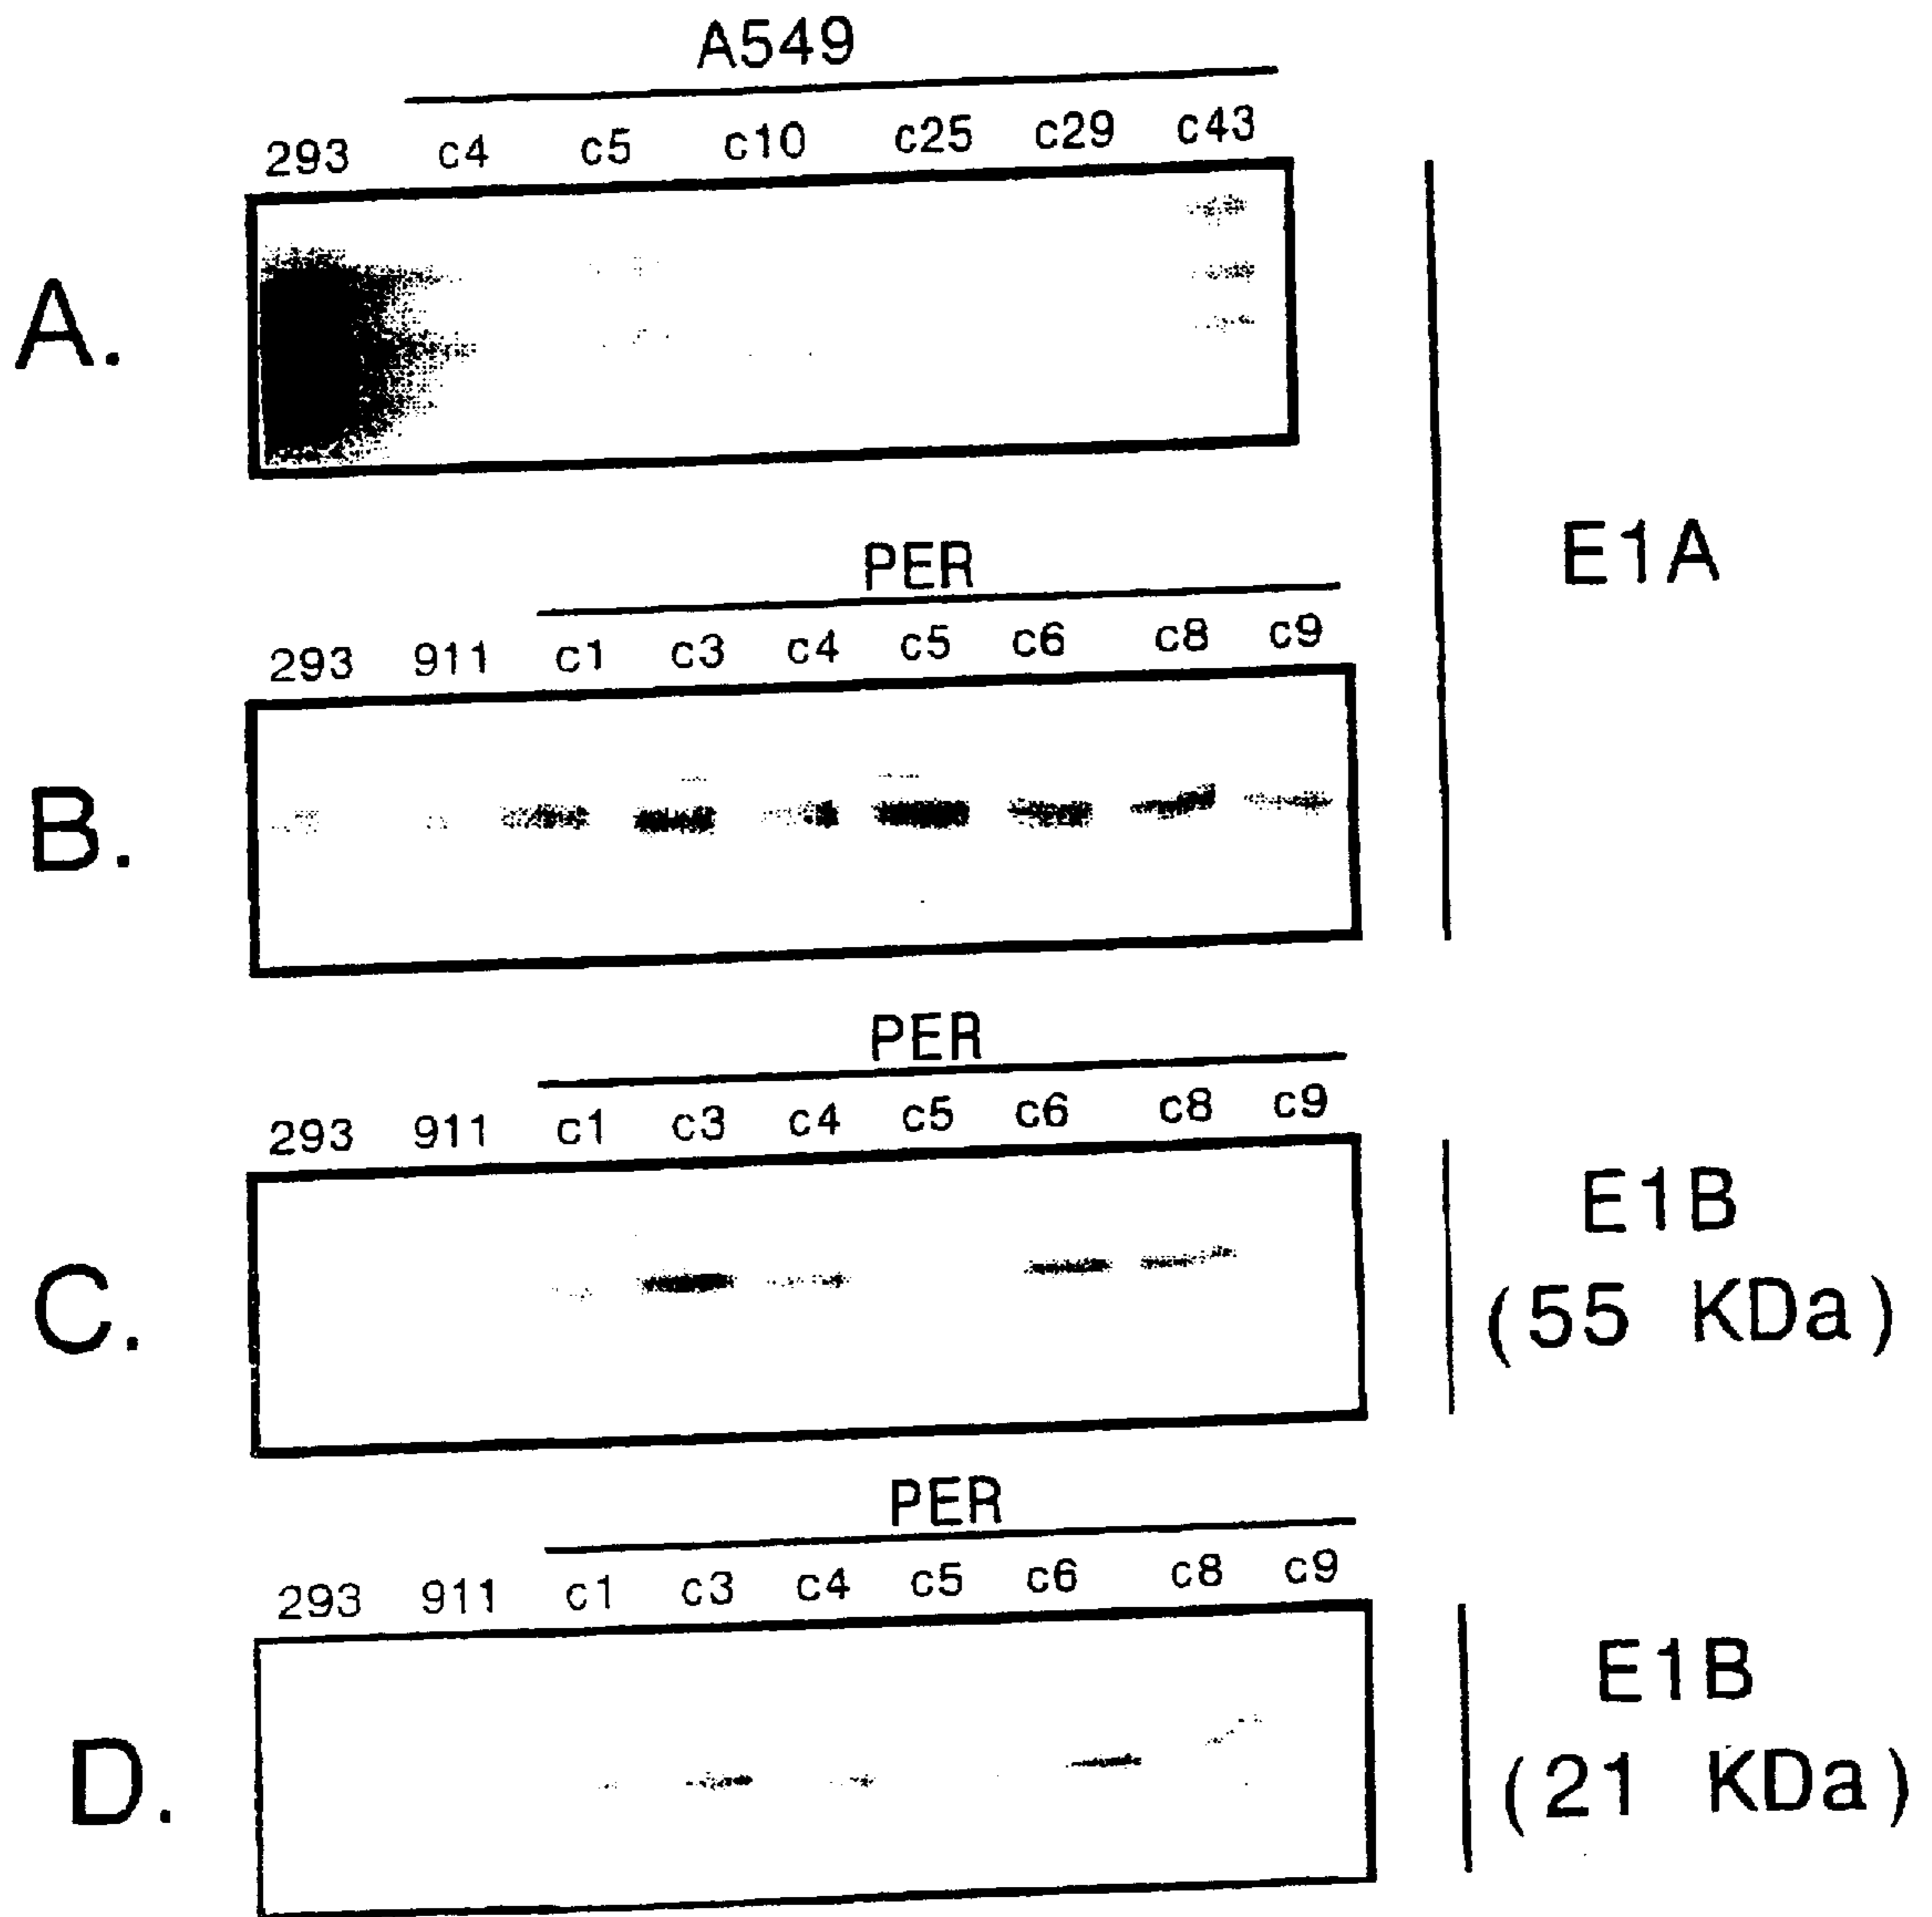 A549
293 c4 c5 c10 c25 c29 c43
A.
E1A
PER
293 911 c1 c3 c4 c5 c6 c8 c9
B.
PER
293 911 c1 c3 c4 c5 c6 c8 c9
C.
E1B
(55 KDa)
PER
293 911 c1 c3 c4 c5 c6 c8 c9
D.
E1B
(21 KDa)